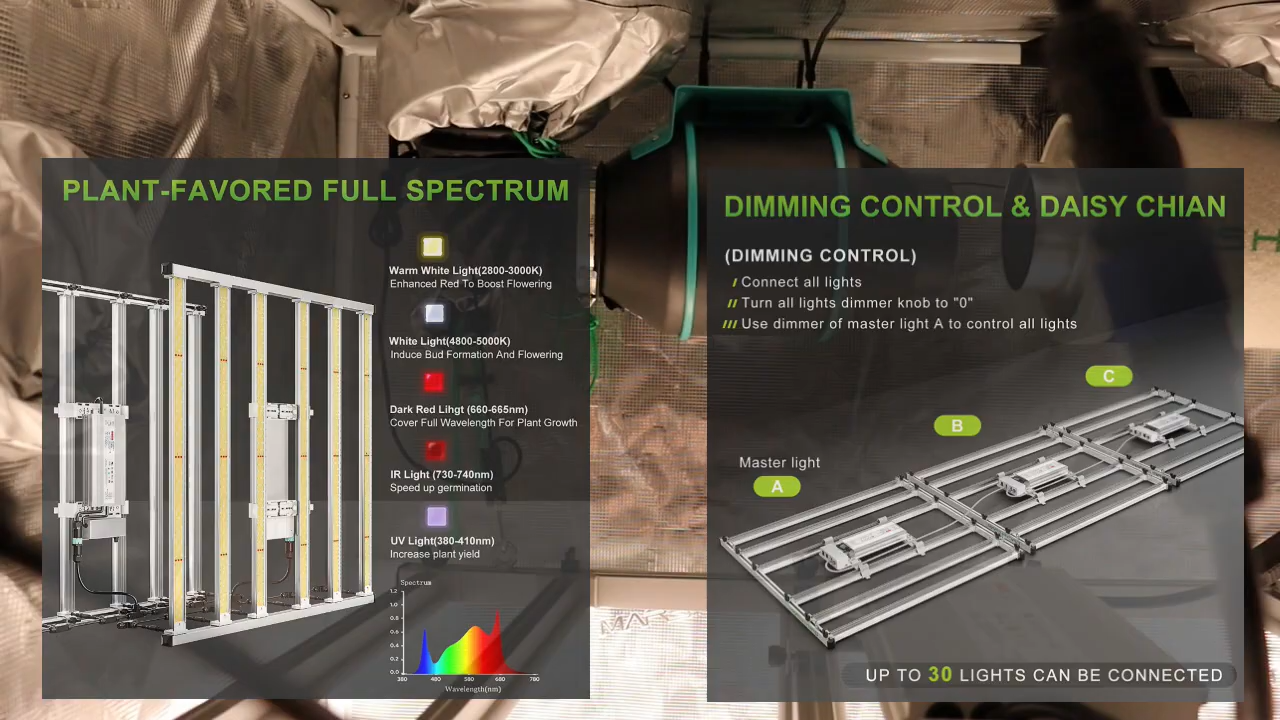 PLANT-FAVORED FULL SPECTRUM
Warm White Light(2800-3000K)
Enhanced Red To Boost Flowering
White Light(4800-5000K)
Induce Bud Formation And Flowering
Dark Red Lihgt (660-665nm)
Cover Full Wavelength For Plant Growth
IR Light (730-740nm)
Speed up germination
UV Light(380-410nm)
Increase plant yield
Spectrum
1.2
1.0
0.8
0.6
0.4
0.2
380 400 500 600 780
Wavelength(nm)
DIMMING CONTROL & DAISY CHIAN
(DIMMING CONTROL)
Connect all lights
Turn all lights dimmer knob to "0"
Use dimmer of master light A to control all lights
C
B
Master light
A
UP TO 30 LIGHTS CAN BE CONNECTED